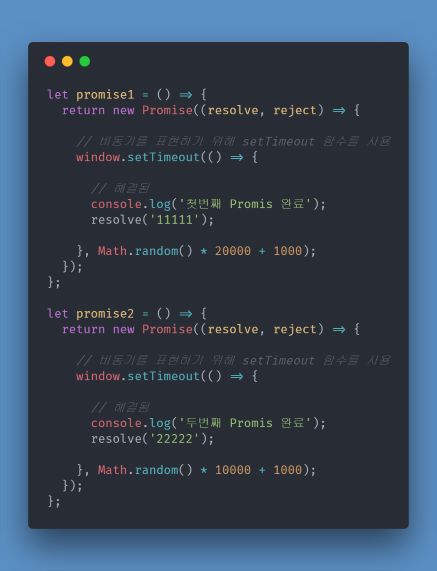 let promise1 = () => {
return new Promise((resolve, reject) => {
// 비동기를 표현하기 위해 setTimeout 함수를 사용
window.setTimeout(() => {
// 해결됨
console.log('첫번째 Promis 완료');
resolve('11111');
}, Math.random() * 20000 + 1000);
});
};
let promise2 = () => {
return new Promise((resolve, reject) => {
// 비동기를 표현하기 위해 setTimeout 함수를 사용
window.setTimeout(() => {
// 해결됨
console.log('두번째 Promis 완료');
resolve('22222');
}, Math.random() * 10000 + 1000);
});
};